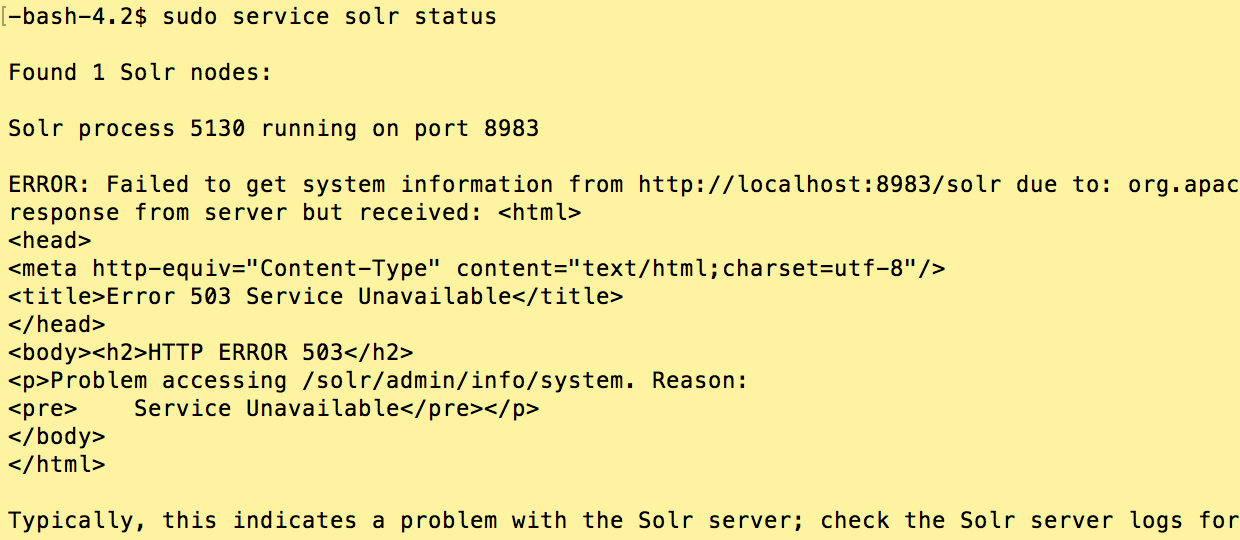 [-bash-4.2$ sudo service solr status
Found 1 Solr nodes:
Solr process 5130 running on port 8983
ERROR: Failed to get system information from http://localhost:8983/solr due to: org.apac
response from server but received: <html>
<head>
<meta http-equiv="Content-Type" content="text/html;charset=utf-8"/>
<title>Error 503 Service Unavailable</title>
</head>
<body><h2>HTTP ERROR 503</h2>
<p>Problem accessing /solr/admin/info/system. Reason:
<pre>    Service Unavailable</pre></p>
</body>
</html>
Typically, this indicates a problem with the Solr server; check the Solr server logs for